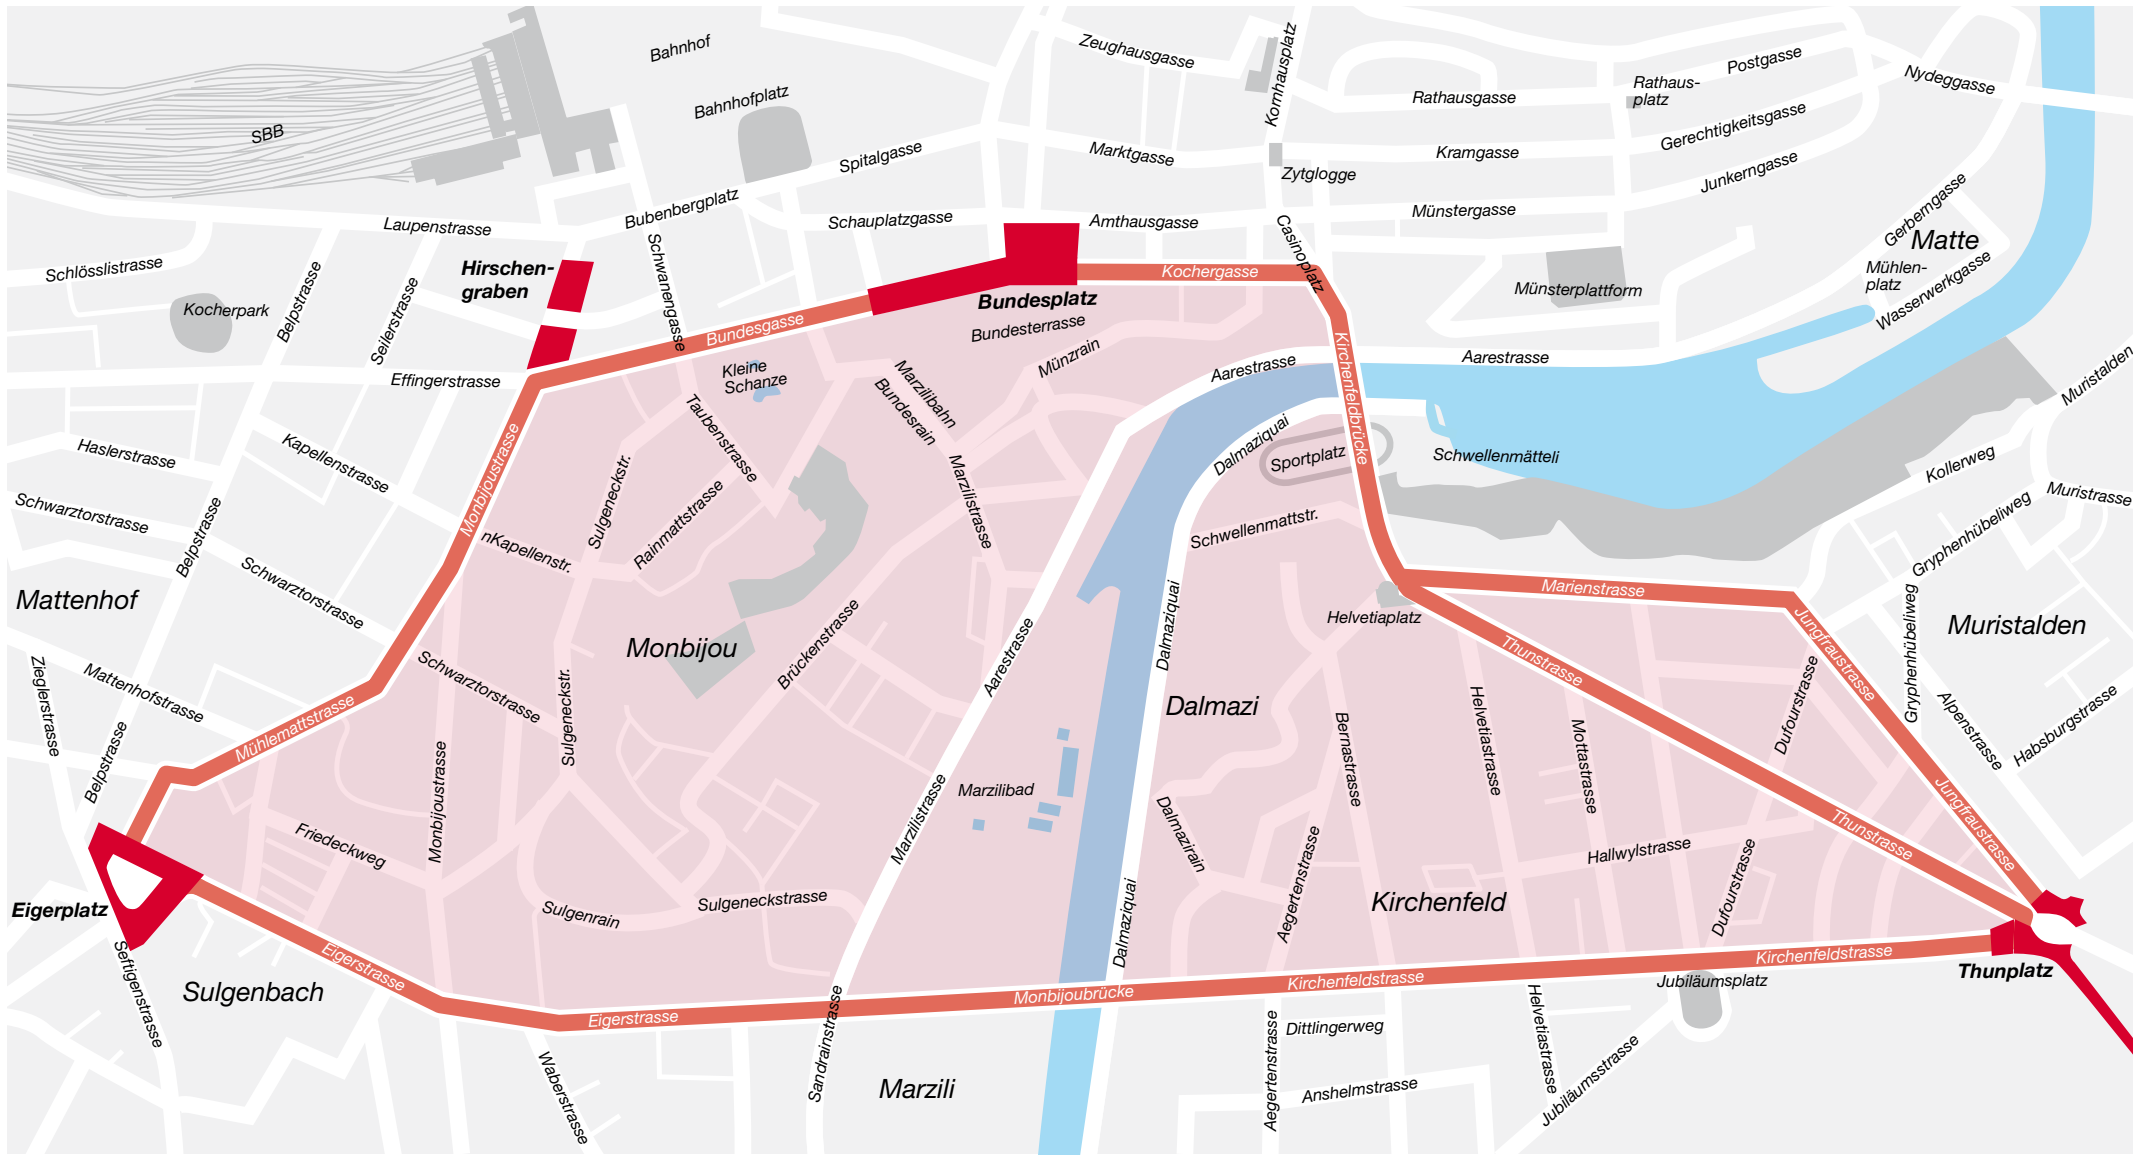 Bahnhof
Zeughausgasse
Kornhausplatz
Postgasse
Nydeggasse
Rathaus-
platz
Bahnhofplatz
Rathausgasse
Gerechtigkeitsgasse
SBB
Spitalgasse
Marktgasse
Kramgasse
Zytglogge
Junkerngasse
Gerberngasse
Laupenstrasse
Bubenbergplatz
Schauplatzgasse
Amthausgasse
Casinoplatz
Münstergasse
Matte
Schlösslistrasse
Hirschen-
graben
Schwanengasse
Kochergasse
Mühlen-
platz
Wasserwerkgasse
Kocherpark
Belpstrasse
Seilerstrasse
Bundesplatz
Münsterplattform
Bundesgasse
Bundesterrasse
Münzrain
Kirchenfeldbrücke
Aarestrasse
Aarestrasse
Effingerstrasse
Kleine
Schanze
Marzilibahn
Bundesrain
Muristalden
Taubenstrasse
Dalmaziquai
Sportplatz
Schwellenmätteli
Kollerweg
Muristrasse
Haslerstrasse
Kapellenstrasse
Monbijoustrasse
Sulgeneckstr.
Rainmattstrasse
Marzilistrasse
Schwellenmattstr.
Gryphenhübeliweg
Schwarztorstrasse
Belpstrasse
nKapellenstr.
Schwarztorstrasse
Mattenhof
Marienstrasse
Jungfraustrasse
Gryphenhübeliweg
Muristalden
Helvetiaplatz
Dalmaziquai
Monbijou
Brückenstrasse
Aarestrasse
Thunstrasse
Zieglerstrasse
Mattenhofstrasse
Schwarztorstrasse
Sulgeneckstr.
Dalmazi
Bernastrasse
Helvetiastrasse
Mottastrasse
Dufourstrasse
Alpenstrasse
Habsburgstrasse
Mühlemattstrasse
Belpstrasse
Monbijoustrasse
Marzilibad
Marzilistrasse
Dalmazirain
Jungfraustrasse
Thunstrasse
Friedeckweg
Hallwylstrasse
Aegertenstrasse
Dufourstrasse
Eigerplatz
Sulgenrain
Sulgeneckstrasse
Kirchenfeld
Dalmaziquai
Seftigenstrasse
Eigerstrasse
Sulgenbach
Kirchenfeldstrasse
Thunplatz
Kirchenfeldstrasse
Jubiläumsplatz
Monbijoubrücke
Eigerstrasse
Sandrainstrasse
Dittlingerweg
Helvetiastrasse
Aegertenstrasse
Jubiläumsstrasse
Waberstrasse
Marzili
Anshelmstrasse